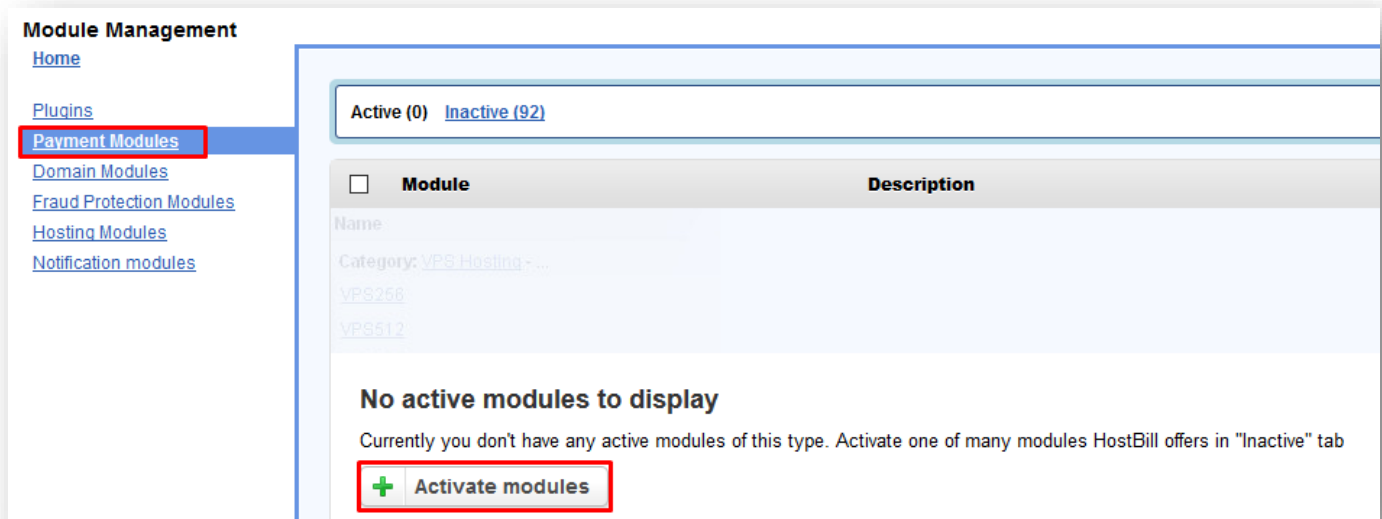 Module Management
Home
Plugins
Payment Modules
Domain Modules
Fraud Protection Modules
Hosting Modules
Notification modules
Active (0) Inactive (92)
Module Description
Name
Category: VPS Hosting - ...
VPS256
VPS512
No active modules to display
Currently you don't have any active modules of this type. Activate one of many modules HostBill offers in "Inactive" tab
Activate modules